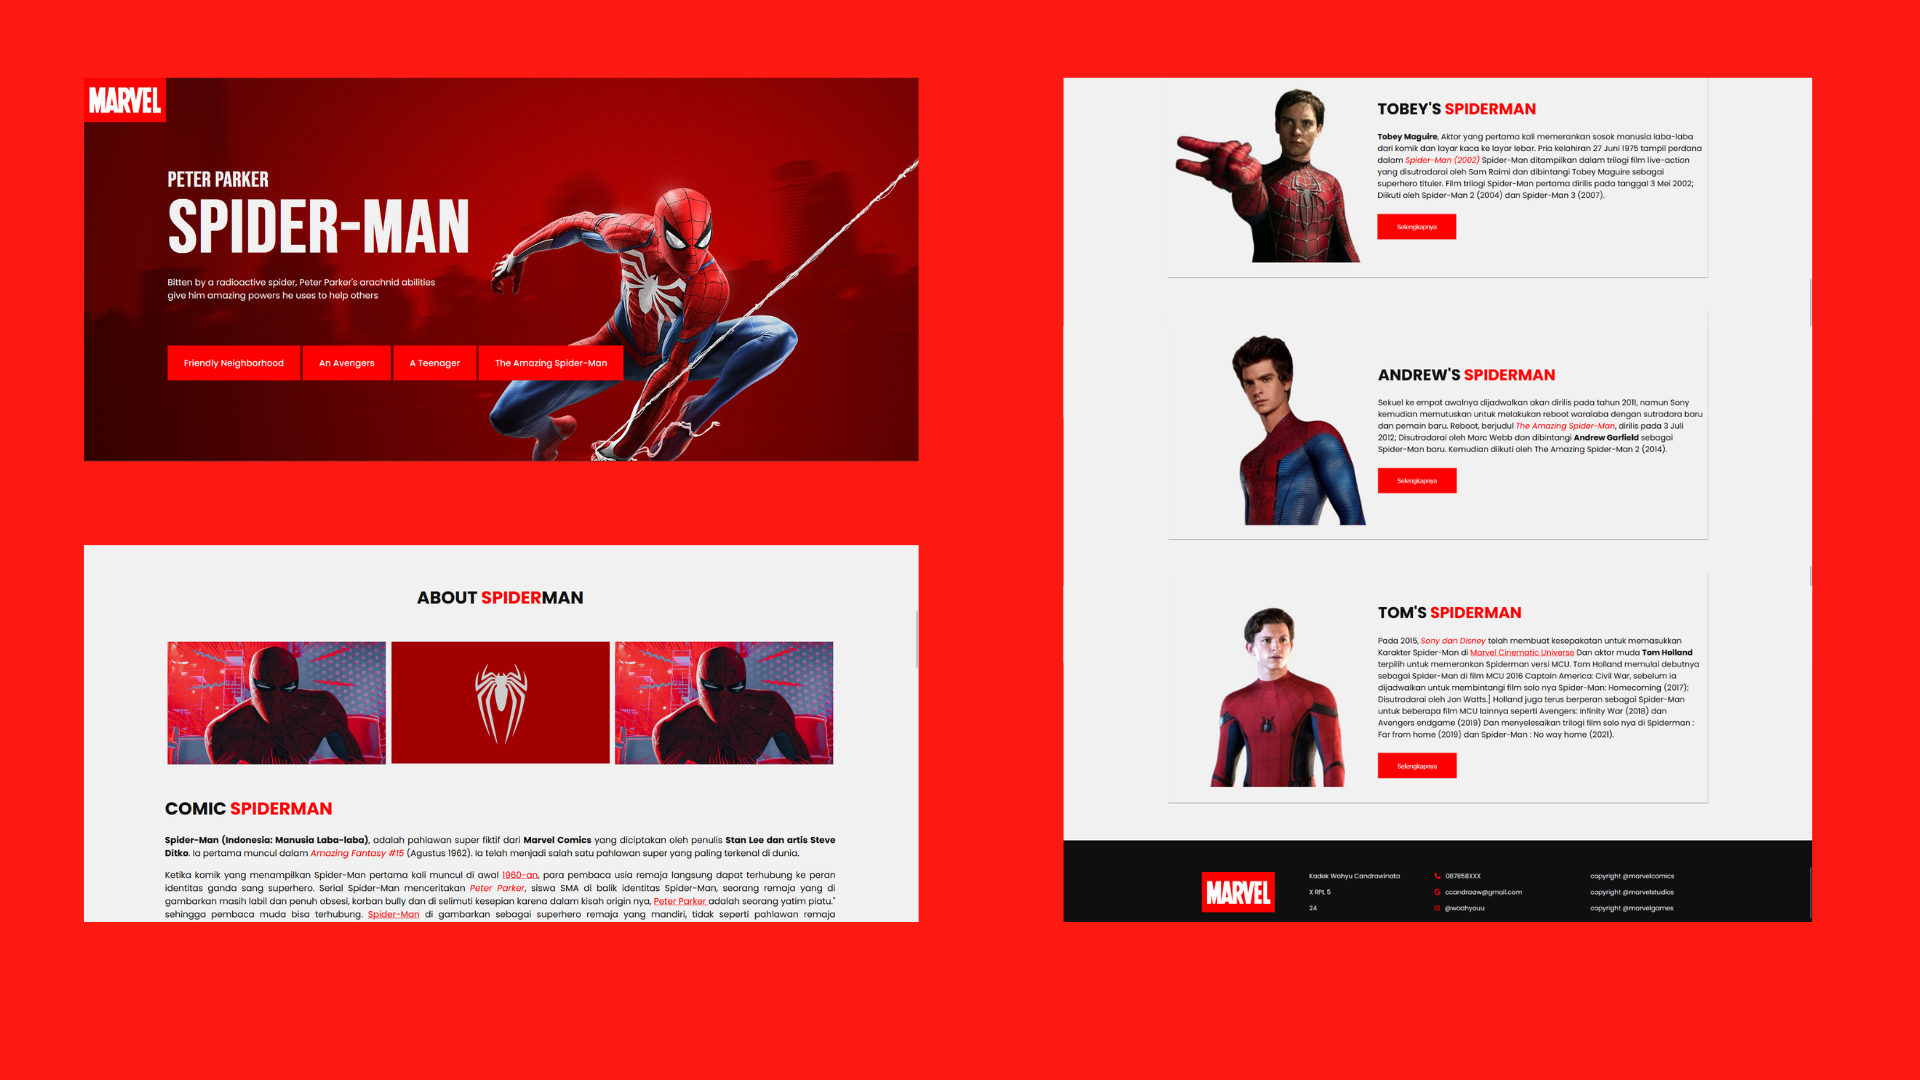 MARVEL
PETER PARKER
SPIDER-MAN
Bitten by a radioactive spider, Peter Parker's arachnid abilities
give him amazing powers he uses to help others
Friendly Neighborhood
An Avengers
A Teenager
The Amazing Spider-Man
ABOUT SPIDERMAN
COMIC SPIDERMAN
Spider-Man (Indonesia: Manusia Laba-laba), adalah pahlawan super fiktif dari Marvel Comics yang diciptakan oleh penulis Stan Lee dan artis Steve
Ditko. Ia pertama muncul dalam Amazing Fantasy #15 (Agustus 1962). Ia telah menjadi salah satu pahlawan super yang paling terkenal di dunia.
Ketika komik yang menampilkan Spider-Man pertama kali muncul di awal 1960-an, para pembaca usia remaja langsung dapat terhubung ke peran
identitas ganda sang superhero. Serial Spider-Man menceritakan Peter Parker, siswa SMA di balik identitas Spider-Man, seorang remaja yang di
gambarkan masih labil dan penuh obsesi, korban bully dan di selimuti kesepian karena dalam kisah origin nya, Peter Parker adalah seorang yatim piatu."
sehingga pembaca muda bisa terhubung. Spider-Man di gambarkan sebagai superhero remaja yang mandiri, tidak seperti pahlawan remaja
TOBEY'S SPIDERMAN
Tobey Maguire, Aktor yang pertama kali memerankan sosok manusia laba-laba
dari komik dan layar kaca ke layar lebar. Pria kelahiran 27 Juni 1975 tampil perdana
dalam Spider-Man (2002) Spider-Man ditampilkan dalam trilogi film live-action
yang disutradarai oleh Sam Raimi dan dibintangi Tobey Maguire sebagai
superhero tituler. Film trilogi Spider-Man pertama dirilis pada tanggal 3 Mei 2002;
Diikuti oleh Spider-Man 2 (2004) dan Spider-Man 3 (2007).
Selengkapnya
ANDREW'S SPIDERMAN
Sekuel ke empat awalnya dijadwalkan akan dirilis pada tahun 2011, namun Sony
kemudian memutuskan untuk melakukan reboot waralaba dengan sutradara baru
dan pemain baru. Reboot, berjudul The Amazing Spider-Man, dirilis pada 3 Juli
2012; Disutradarai oleh Marc Webb dan dibintangi Andrew Garfield sebagai
Spider-Man baru. Kemudian diikuti oleh The Amazing Spider-Man 2 (2014).
Selengkapnya
TOM'S SPIDERMAN
Pada 2015, Sony dan Disney telah membuat kesepakatan untuk memasukkan
Karakter Spider-Man di Marvel Cinematic Universe Dan aktor muda Tom Holland
terpilih untuk memerankan Spiderman versi MCU. Tom Holland memulai debutnya
sebagai Spider-Man di film MCU 2016 Captain America: Civil War, sebelum ia
dijadwalkan untuk membintangi film solo nya Spider-Man: Homecoming (2017);
Disutradarai oleh Jon Watts.] Holland juga terus berperan sebagai Spider-Man
untuk beberapa film MCU lainnya seperti Avengers: Infinity War (2018) dan
Avengers endgame (2019) Dan menyelesaikan trilogi film solo nya di Spiderman :
Far from home (2019) dan Spider-Man : No way home (2021).
Selengkapnya
MARVEL
Kadek Wahyu Candrawinata
X RPL 5
24
087858XXX
ccandraaw@gmail.com
@woohyouu
copyright @marvelcomics
copyright @marvelstudios
copyright @marvelgames